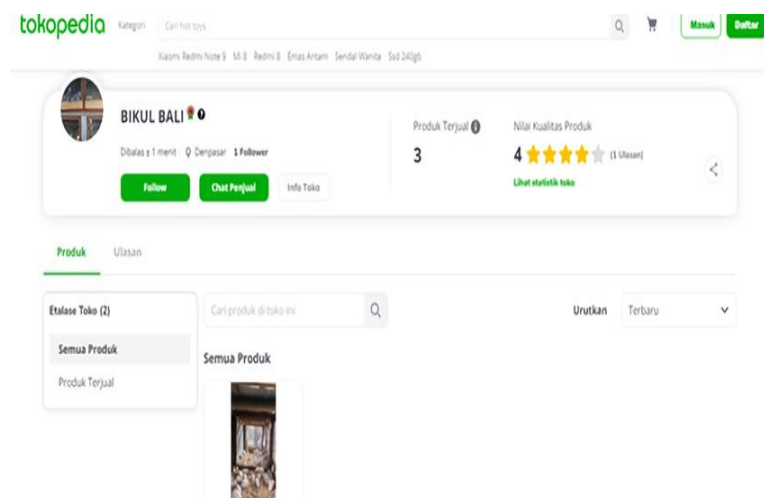 tokopedia Kategori Cari hot toys Masuk Daftar
Xiaomi Redmi Note 9 Mi 8 Redmi 8 Emas Antam Sendal Wanita Ssd 240gb
BIKUL BALI
Dibalas ± 1 menit Denpasar 1 Follower
Follow Chat Penjual Info Toko
Produk Terjual
3
Nilai Kualitas Produk
4 (1 Ulasan)
Lihat statistik toko
Produk Ulasan
Etalase Toko (2)
Semua Produk
Produk Terjual
Cari produk di toko ini
Urutkan Terbaru
Semua Produk